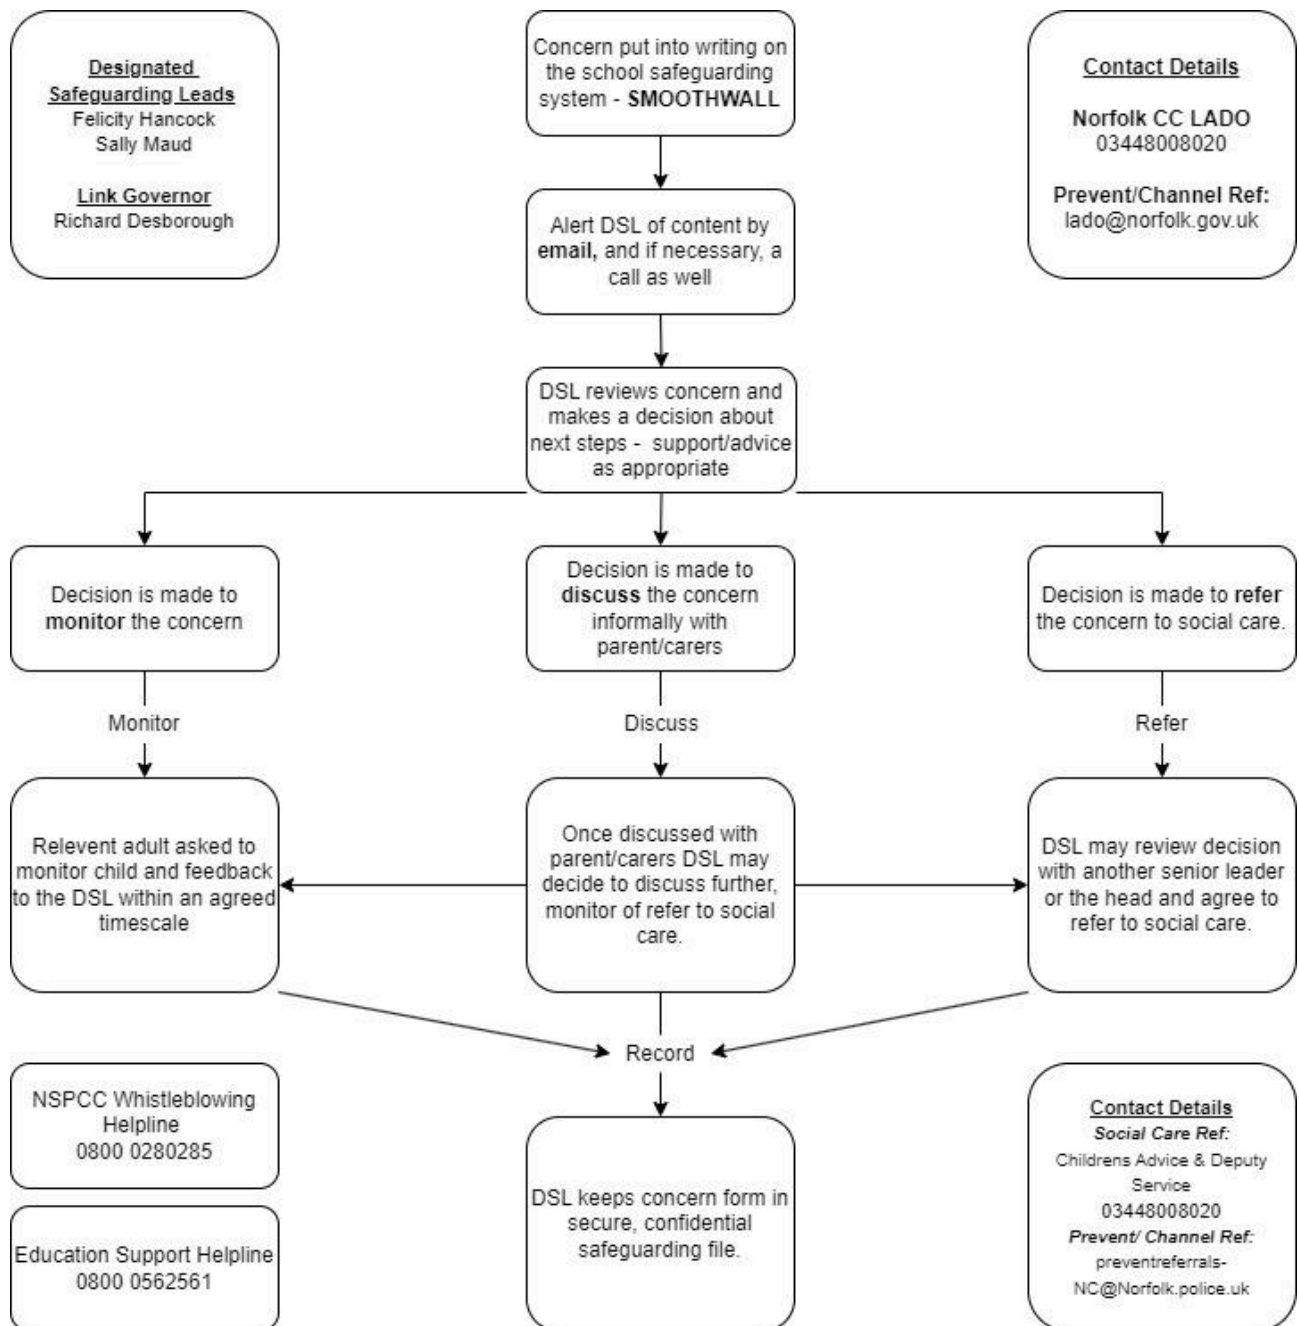 Designated
Safeguarding Leads
Felicity Hancock
Sally Maud
Link Governor
Richard Desborough
Concern put into writing on
the school safeguarding
system - SMOOTHWALL
Contact Details
Norfolk CC LADO
03448008020
Prevent/Channel Ref:
lado@norfolk.gov.uk
Alert DSL of content by
email, and if necessary, a
call as well
DSL reviews concern and
makes a decision about
next steps - support/advice
as appropriate
Decision is made to
monitor the concern
Decision is made to
discuss the concern
informally with
parent/carers
Decision is made to refer
the concern to social care.
Monitor
Discuss
Refer
Relevent adult asked to
monitor child and feedback
to the DSL within an agreed
timescale
Once discussed with
parent/carers DSL may
decide to discuss further,
monitor of refer to social
care.
DSL may review decision
with another senior leader
or the head and agree to
refer to social care.
Record
NSPCC Whistleblowing
Helpline
0800 0280285
Education Support Helpline
0800 0562561
DSL keeps concern form in
secure, confidential
safeguarding file.
Contact Details
Social Care Ref:
Childrens Advice & Deputy
Service
03448008020
Prevent/ Channel Ref:
preventreferrals-
NC@Norfolk.police.uk